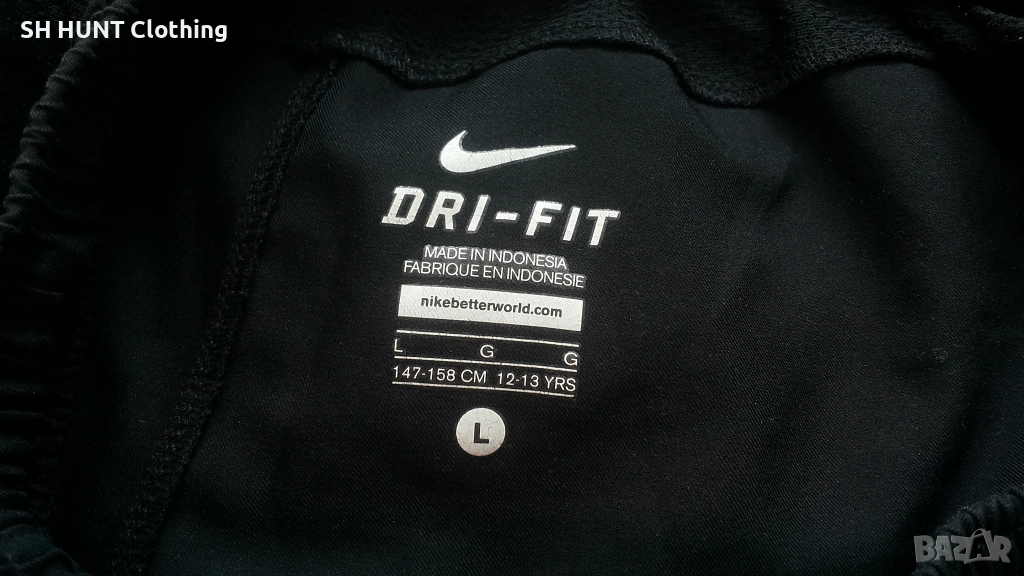 SH HUNT Clothing
DRI-FIT
MADE IN INDONESIA
FABRIQUE EN INDONESIE
nikebetterworld.com
L G G
147-158 CM 12-13 YRS
L
BAZAR